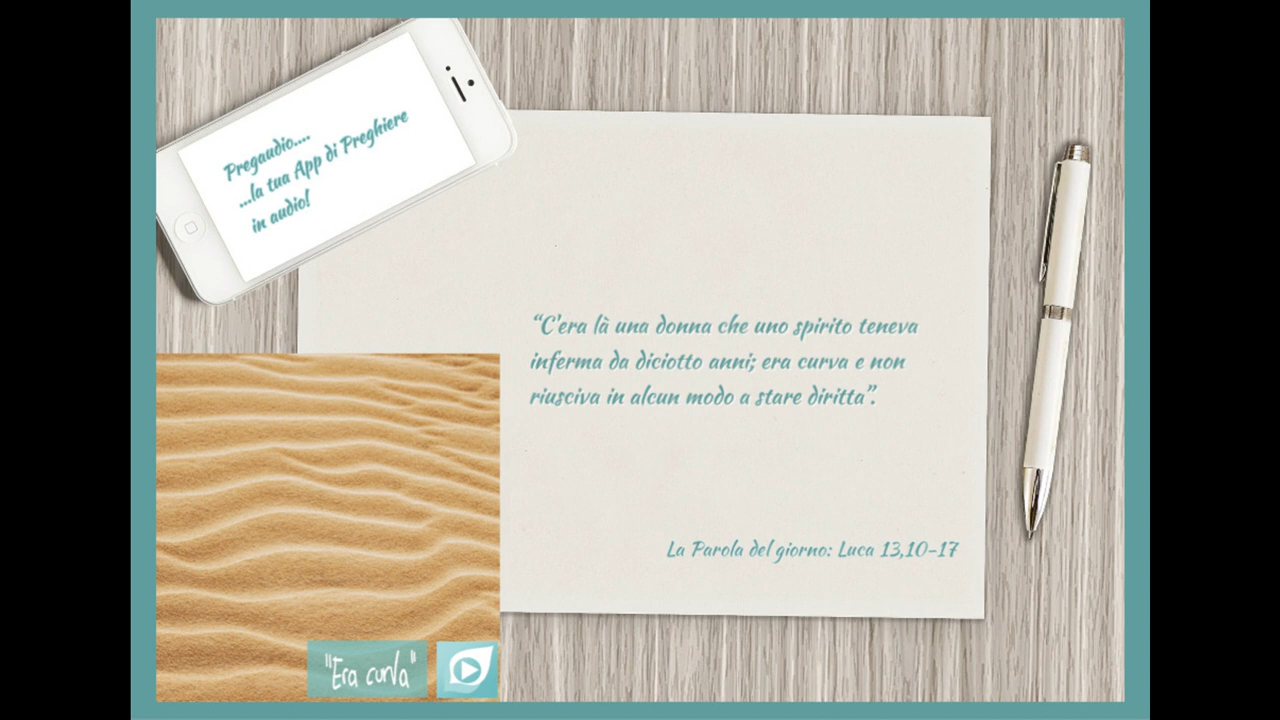 Pregaudio....
...la tua App di Preghiere
in audio!
“C'era là una donna che uno spirito teneva
inferma da diciotto anni; era curva e non
riusciva in alcun modo a stare diritta”.
La Parola del giorno: Luca 13,10-17
"Era curva"